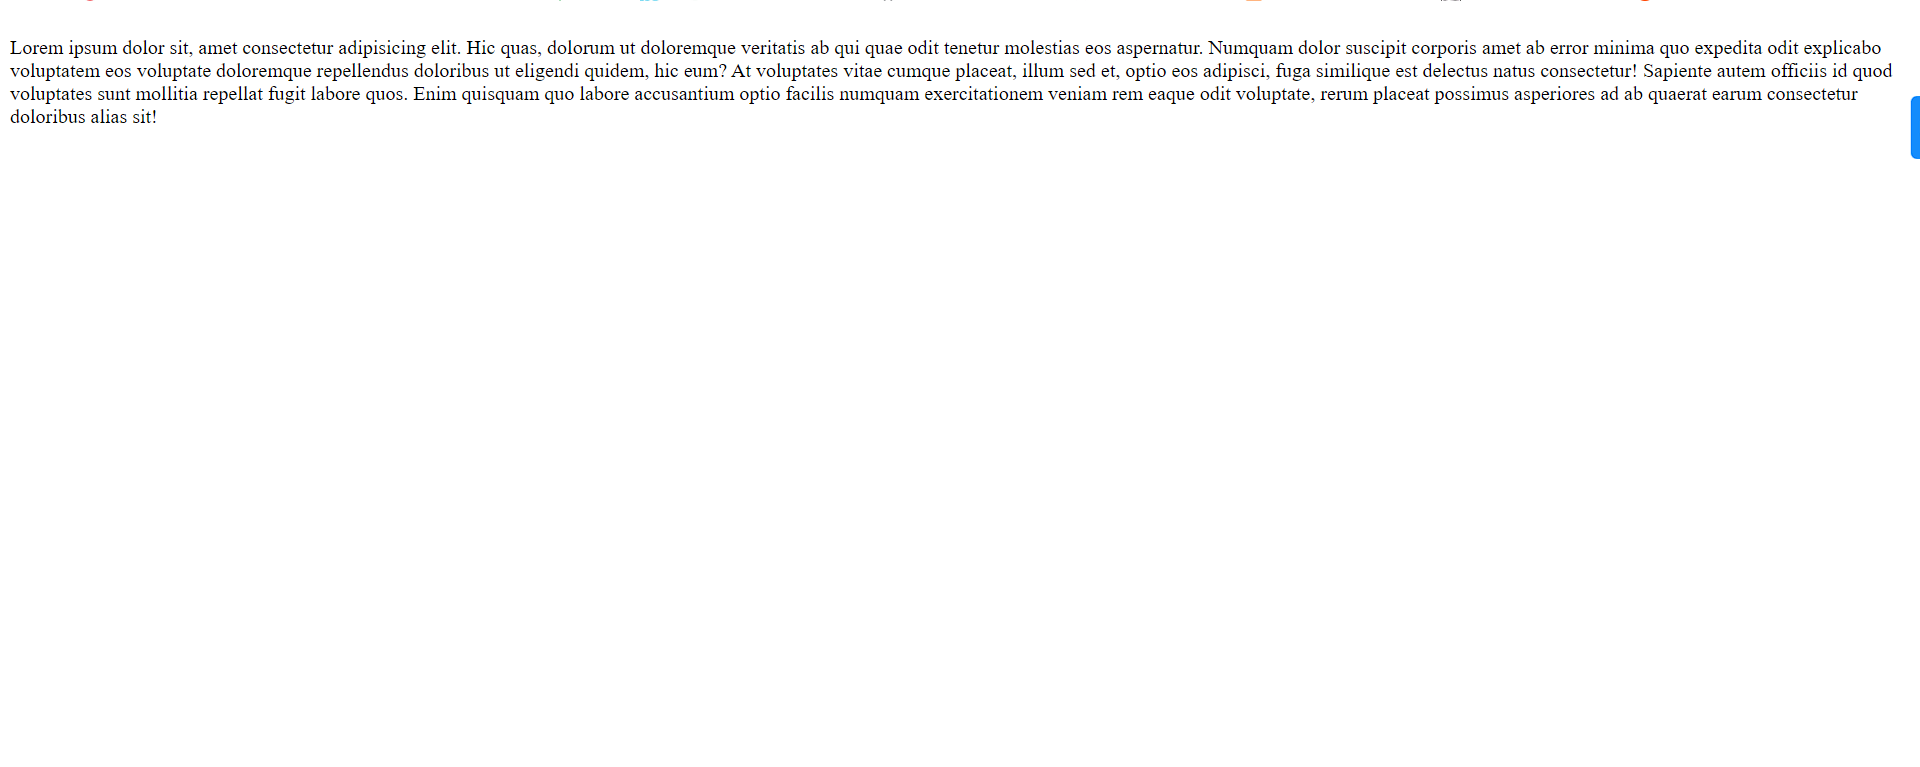 Lorem ipsum dolor sit, amet consectetur adipisicing elit. Hic quas, dolorum ut doloremque veritatis ab qui quae odit tenetur molestias eos aspernatur. Numquam dolor suscipit corporis amet ab error minima quo expedita odit explicabo
voluptatem eos voluptate doloremque repellendus doloribus ut eligendi quidem, hic eum? At voluptates vitae cumque placeat, illum sed et, optio eos adipisci, fuga similique est delectus natus consectetur! Sapiente autem officiis id quod
voluptates sunt mollitia repellat fugit labore quos. Enim quisquam quo labore accusantium optio facilis numquam exercitationem veniam rem eaque odit voluptate, rerum placeat possimus asperiores ad ab quaerat earum consectetur
doloribus alias sit!